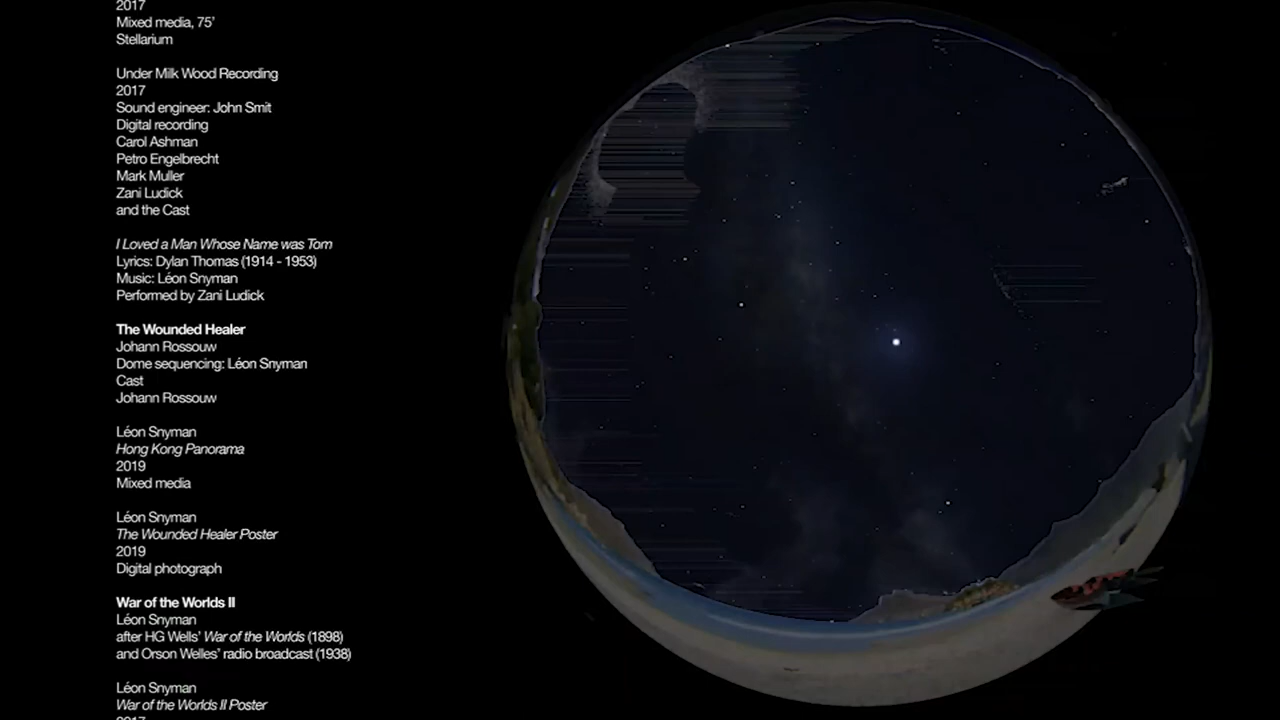 2017
Mixed media, 75’
Stellarium
Under Milk Wood Recording
2017
Sound engineer: John Smit
Digital recording
Carol Ashman
Petro Engelbrecht
Mark Muller
Zani Ludick
and the Cast
I Loved a Man Whose Name was Tom
Lyrics: Dylan Thomas (1914 - 1953)
Music: Léon Snyman
Performed by Zani Ludick
The Wounded Healer
Johann Rossouw
Dome sequencing: Léon Snyman
Cast
Johann Rossouw
Léon Snyman
Hong Kong Panorama
2019
Mixed media
Léon Snyman
The Wounded Healer Poster
2019
Digital photograph
War of the Worlds II
Léon Snyman
after HG Wells’ War of the Worlds (1898)
and Orson Welles’ radio broadcast (1938)
Léon Snyman
War of the Worlds II Poster
2017